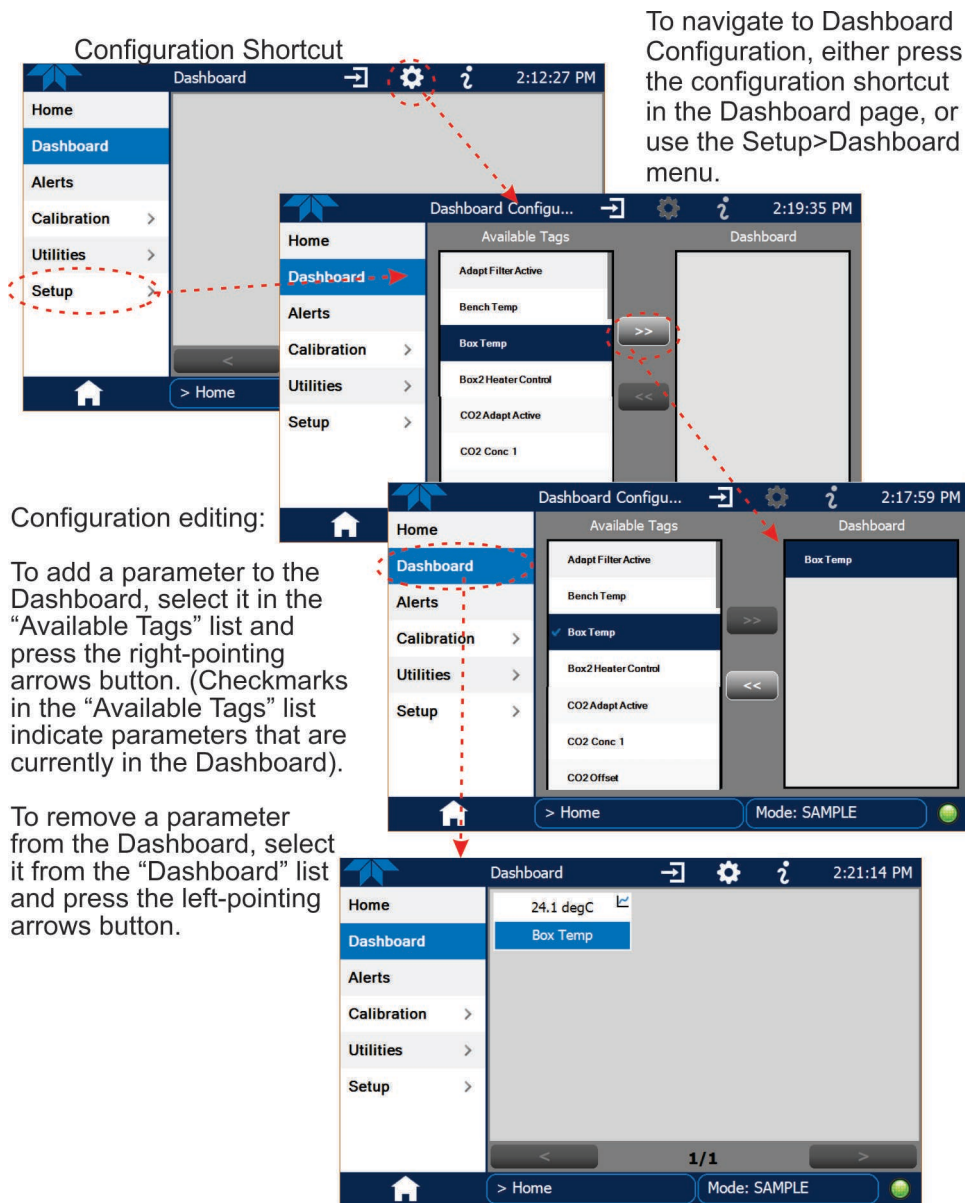 Configuration Shortcut
To navigate to Dashboard
Configuration, either press
the configuration shortcut
in the Dashboard page, or
use the Setup>Dashboard
menu.
Dashboard
2:12:27 PM
Home
Dashboard
Alerts
Calibration >
Utilities >
Setup >
<
> Home
Dashboard Configu...
2:19:35 PM
Home
Dashboard
Alerts
Calibration >
Utilities >
Setup >
Available Tags
Adapt Filter Active
Bench Temp
Box Temp
Box2 Heater Control
CO2 Adapt Active
CO2 Conc 1
>>
<<
Dashboard
Configuration editing:
To add a parameter to the
Dashboard, select it in the
“Available Tags” list and
press the right-pointing
arrows button. (Checkmarks
in the “Available Tags” list
indicate parameters that are
currently in the Dashboard).
To remove a parameter
from the Dashboard, select
it from the “Dashboard” list
and press the left-pointing
arrows button.
Dashboard Configu...
2:17:59 PM
Home
Dashboard
Alerts
Calibration >
Utilities >
Setup >
Available Tags
Adapt Filter Active
Bench Temp
Box Temp
Box2 Heater Control
CO2 Adapt Active
CO2 Conc 1
CO2 Offset
>>
<<
Dashboard
Box Temp
> Home
Mode: SAMPLE
Dashboard
2:21:14 PM
Home
Dashboard
Alerts
Calibration >
Utilities >
Setup >
24.1 degC
Box Temp
< 1/1 >
> Home
Mode: SAMPLE